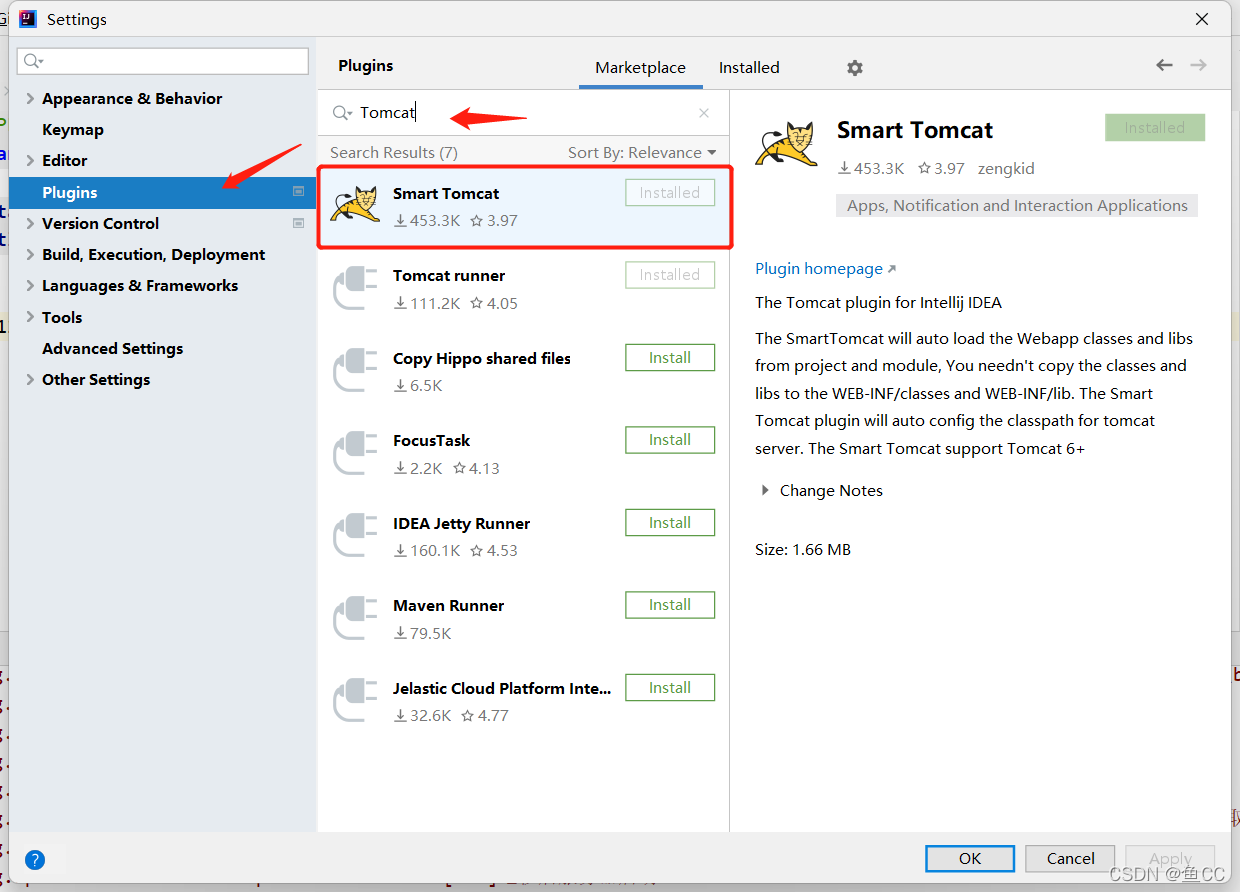 Settings
Plugins
Marketplace
Installed
Appearance & Behavior
Keymap
Editor
Plugins
Version Control
Build, Execution, Deployment
Languages & Frameworks
Tools
Advanced Settings
Other Settings
Tomcat
Search Results (7)
Sort By: Relevance
Smart Tomcat
Installed
453.3K
3.97
Tomcat runner
Installed
111.2K
4.05
Copy Hippo shared files
Install
6.5K
FocusTask
Install
2.2K
4.13
IDEA Jetty Runner
Install
160.1K
4.53
Maven Runner
Install
79.5K
Jelastic Cloud Platform Inte...
Install
32.6K
4.77
Smart Tomcat
Installed
453.3K
3.97
zengkid
Apps, Notification and Interaction Applications
Plugin homepage
The Tomcat plugin for Intellij IDEA
The SmartTomcat will auto load the Webapp classes and libs
from project and module, You needn't copy the classes and
libs to the WEB-INF/classes and WEB-INF/lib. The Smart
Tomcat plugin will auto config the classpath for tomcat
server. The Smart Tomcat support Tomcat 6+
Change Notes
Size: 1.66 MB
?
OK
Cancel
Apply
CSDN @鱼CC